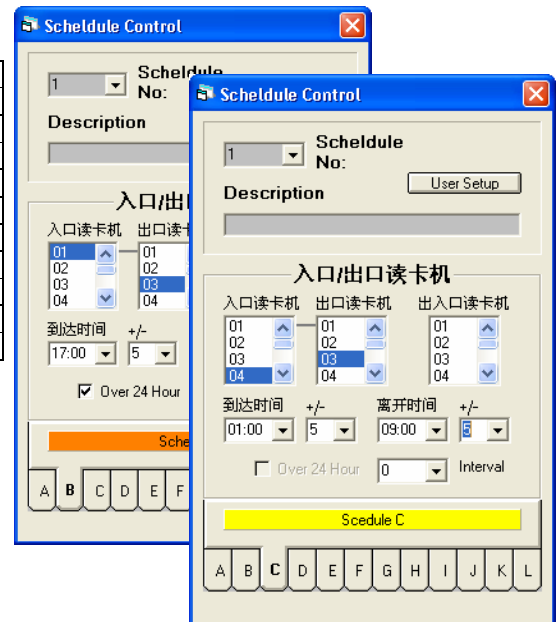 Scheldule Control
1
Scheldule
No:
Description
入口/出
入口读卡机 出口读
01
02
03
04
01
02
03
04
到达时间 +/-
17:00 5
Over 24 Hour
Sche
A B C D E F
Scheldule Control
1
Scheldule
No:
User Setup
Description
入口/出口读卡机
入口读卡机 出口读卡机 出入口读卡机
01
02
03
04
01
02
03
04
01
02
03
04
到达时间 +/- 离开时间 +/-
01:00 5 09:00 5
Over 24 Hour 0 Interval
Scedule C
A B C D E F G H I J K L